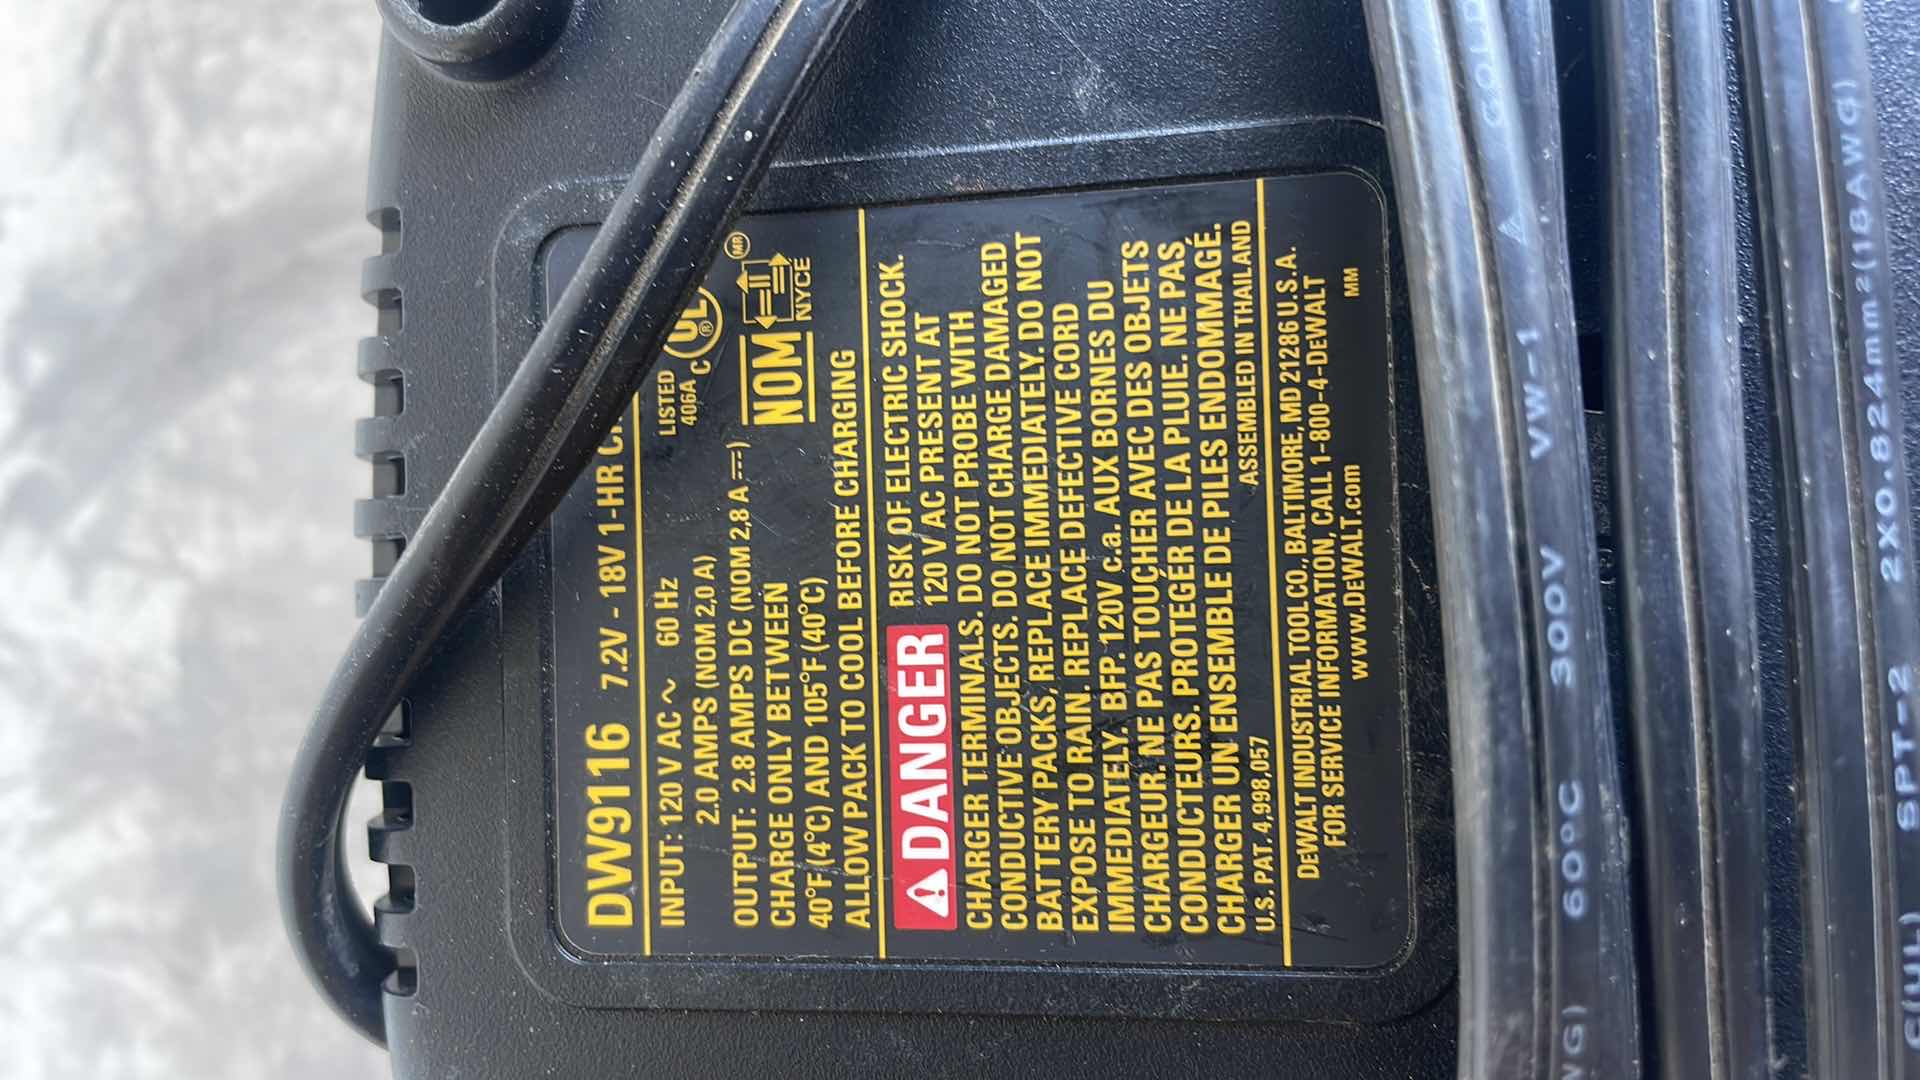 DW9116 7.2V - 18V 1-HR
INPUT: 120 V AC ~ 60 Hz
2.0 AMPS (NOM 2,0 A)
OUTPUT: 2.8 AMPS DC (NOM 2,8 A ⎓)
CHARGE ONLY BETWEEN
40°F (4°C) AND 105°F (40°C)
ALLOW PACK TO COOL BEFORE CHARGING
LISTED
406A
C UL ®
NOM
NYCE
MR
⚠ DANGER
RISK OF ELECTRIC SHOCK.
120 V AC PRESENT AT
CHARGER TERMINALS. DO NOT PROBE WITH
CONDUCTIVE OBJECTS. DO NOT CHARGE DAMAGED
BATTERY PACKS, REPLACE IMMEDIATELY. DO NOT
EXPOSE TO RAIN. REPLACE DEFECTIVE CORD
IMMEDIATELY. BFP. 120V c.a. AUX BORNES DU
CHARGEUR. NE PAS TOUCHER AVEC DES OBJETS
CONDUCTEURS. PROTEGÉR DE LA PLUIE. NE PAS
CHARGER UN ENSEMBLE DE PILES ENDOMMAGÉ.
U.S. PAT. 4,998,057 ASSEMBLED IN THAILAND
DEWALT INDUSTRIAL TOOL CO., BALTIMORE, MD 21286 U.S.A.
FOR SERVICE INFORMATION, CALL 1-800-4-DEWALT
www.DEWALT.com MM
WG) 60°C 300V VW-1
C(UL) SPT-2 2X0.824mm²(18AWG)